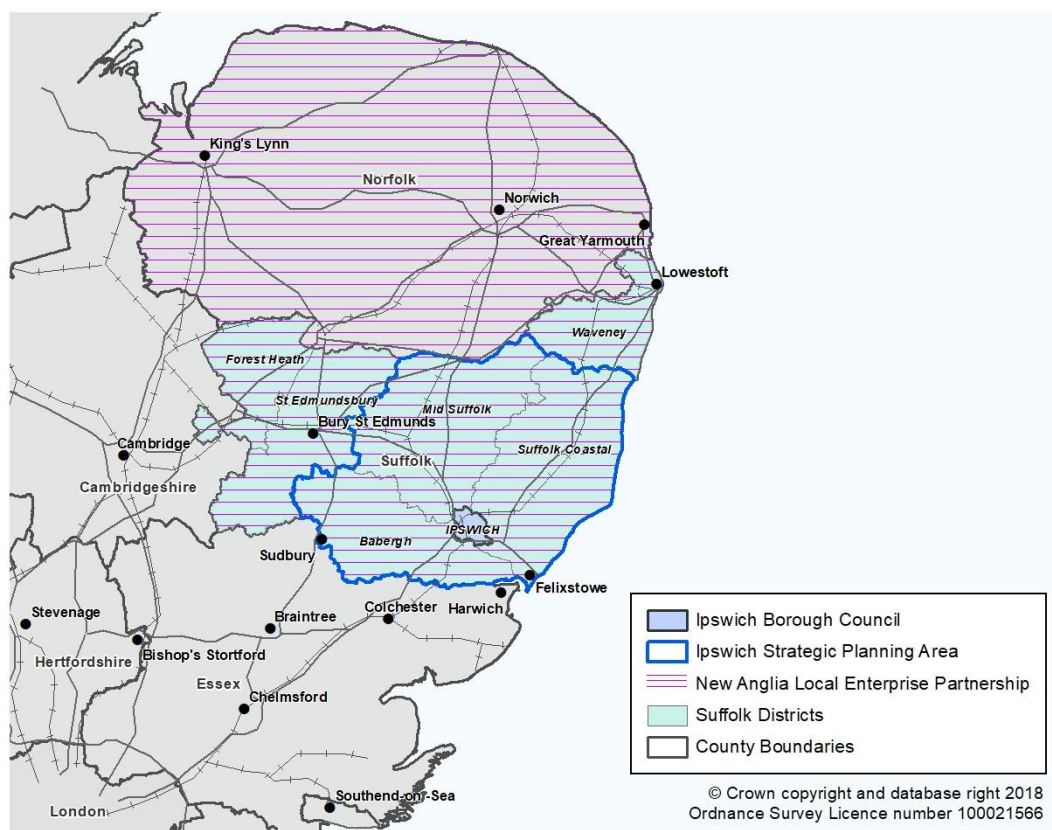 King's Lynn
Norfolk
Norwich
Great Yarmouth
Lowestoft
Waveney
Forest Heath
St Edmundsbury
Mid Suffolk
Bury St Edmunds
Suffolk Coastal
Cambridge
Suffolk
Cambridgeshire
IPSWICH
Babergh
Sudbury
Felixstowe
Harwich
Stevenage
Braintree
Colchester
Bishop's Stortford
Hertfordshire
Essex
Chelmsford
London
Southend-on-Sea
Ipswich Borough Council
Ipswich Strategic Planning Area
New Anglia Local Enterprise Partnership
Suffolk Districts
County Boundaries
© Crown copyright and database right 2018
Ordnance Survey Licence number 100021566